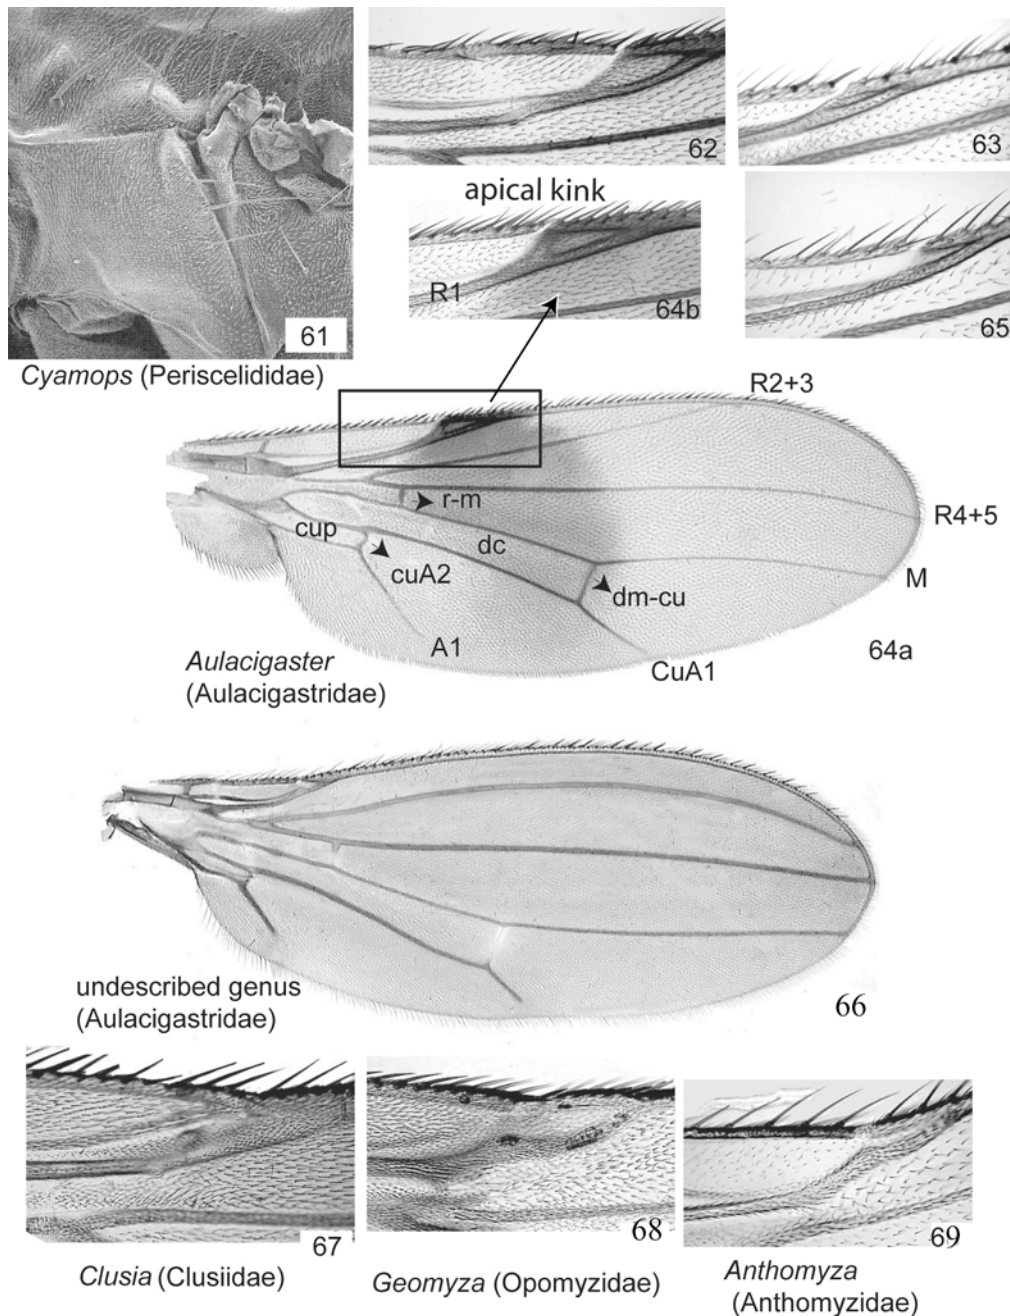 62
63
apical kink
R1
64b
65
61
Cyamops (Periscelididae)
R2+3
r-m
R4+5
cup
dc
cuA2
dm-cu
M
A1
64a
Aulacigaster
(Aulacigastridae)
CuA1
undescribed genus
(Aulacigastridae)
66
67
68
69
Clusia (Clusiidae)
Geomyza (Opomyzidae)
Anthomyza
(Anthomyzidae)